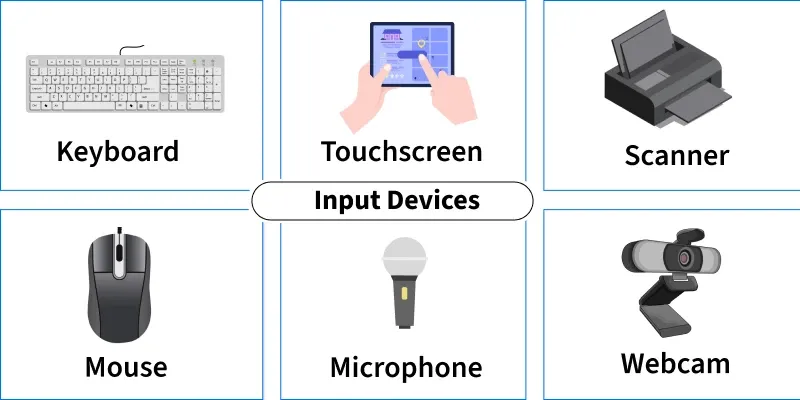 Keyboard
Touchscreen
Scanner
Input Devices
Mouse
Microphone
Webcam